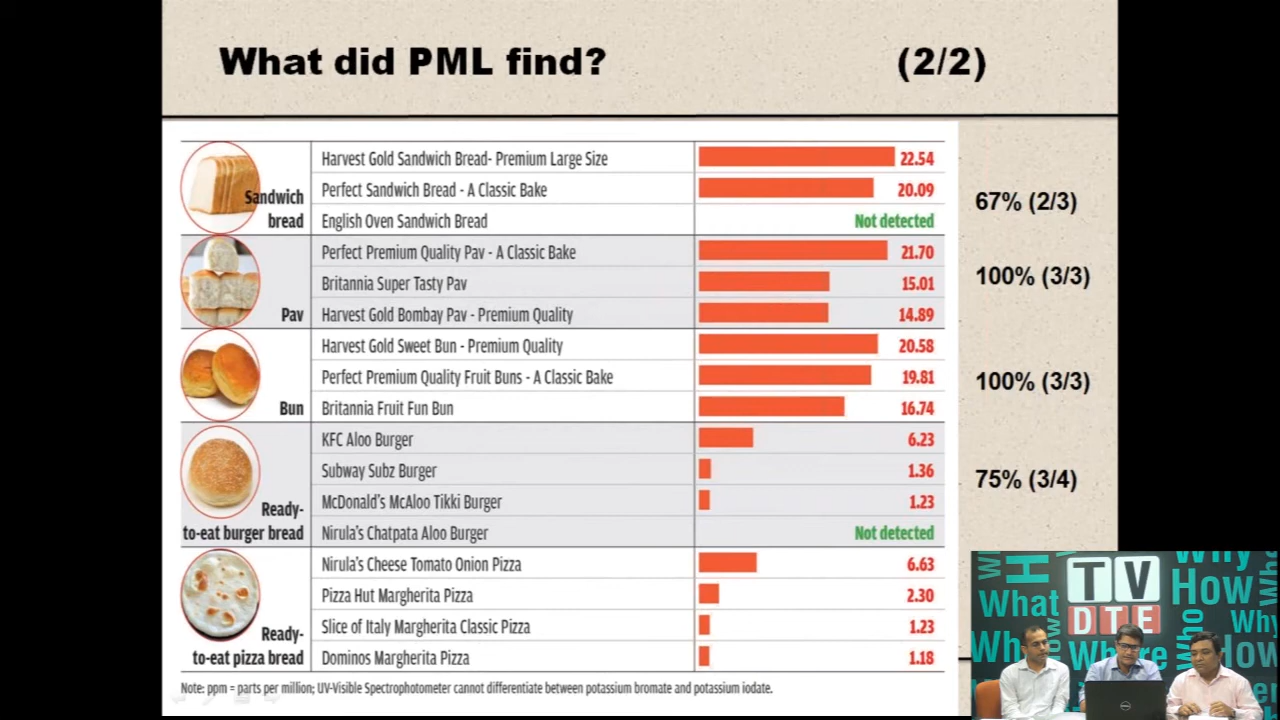 What did PML find? (2/2)
Sandwich bread
Harvest Gold Sandwich Bread- Premium Large Size 22.54
Perfect Sandwich Bread - A Classic Bake 20.09
English Oven Sandwich Bread Not detected
67% (2/3)
Pav
Perfect Premium Quality Pav - A Classic Bake 21.70
Britannia Super Tasty Pav 15.01
Harvest Gold Bombay Pav - Premium Quality 14.89
100% (3/3)
Bun
Harvest Gold Sweet Bun - Premium Quality 20.58
Perfect Premium Quality Fruit Buns - A Classic Bake 19.81
Britannia Fruit Fun Bun 16.74
100% (3/3)
Ready-
to-eat burger bread
KFC Aloo Burger 6.23
Subway Subz Burger 1.36
McDonald's McAloo Tikki Burger 1.23
Nirula's Chatpata Aloo Burger Not detected
75% (3/4)
Ready-
to-eat pizza bread
Nirula's Cheese Tomato Onion Pizza 6.63
Pizza Hut Margherita Pizza 2.30
Slice of Italy Margherita Classic Pizza 1.23
Dominos Margherita Pizza 1.18
Note: ppm = parts per million; UV-Visible Spectrophotometer cannot differentiate between potassium bromate and potassium iodate.
TV
DTE
What
How
Why
Who
Where
How
DELL